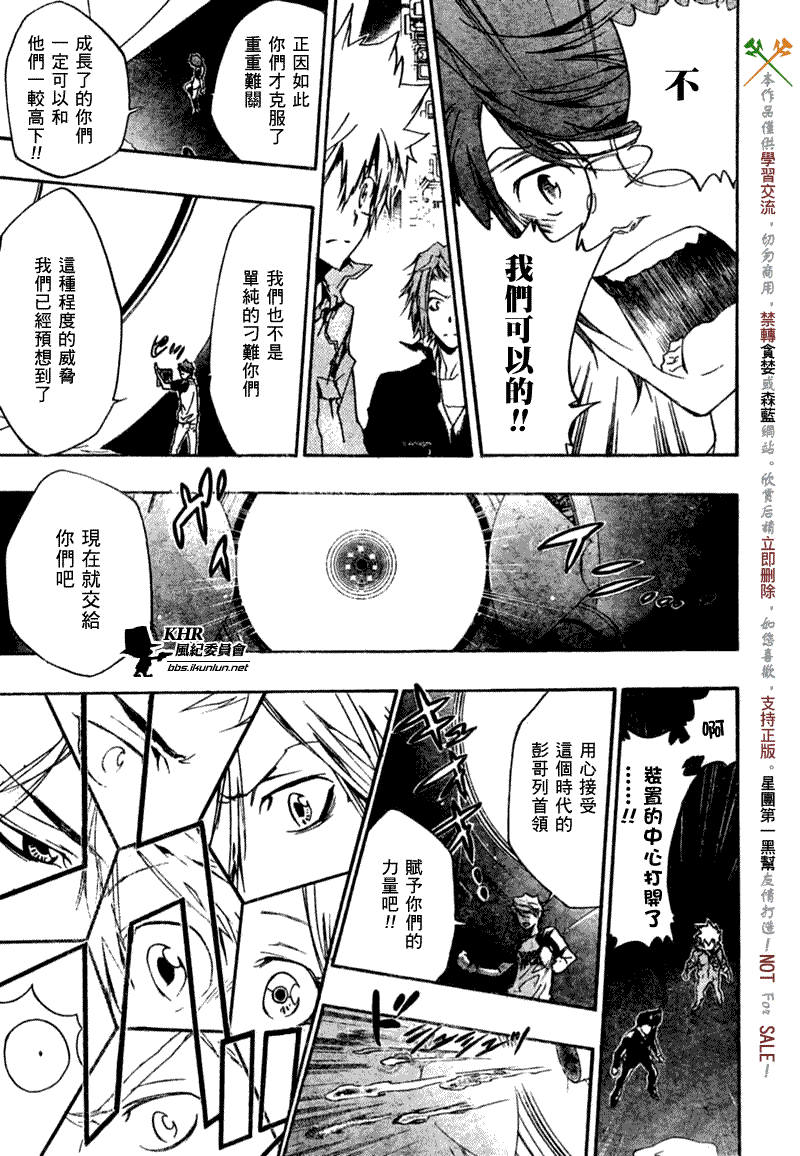 不
我們可以的!!
正因如此
你們才克服了
重重難關
成長了的你們
一定可以和
他們一較高下!!
我們也不是
單純的刁難你們
這種程度的威脅
我們已經預想到了
現在就交給
你們吧
KHR
風紀委員會
bbs.ikunlun.net
啊
裝置的中心打開了
……!!
用心接受
這個時代的
彭哥列首領
賦予你們的
力量吧!!
本作品僅供學習交流，切勿商用，禁轉貪婪或森藍網站。欣賞后請立即刪除，如您喜歡，支持正版。星團第一黑幫友情打造！NOT For SALE！